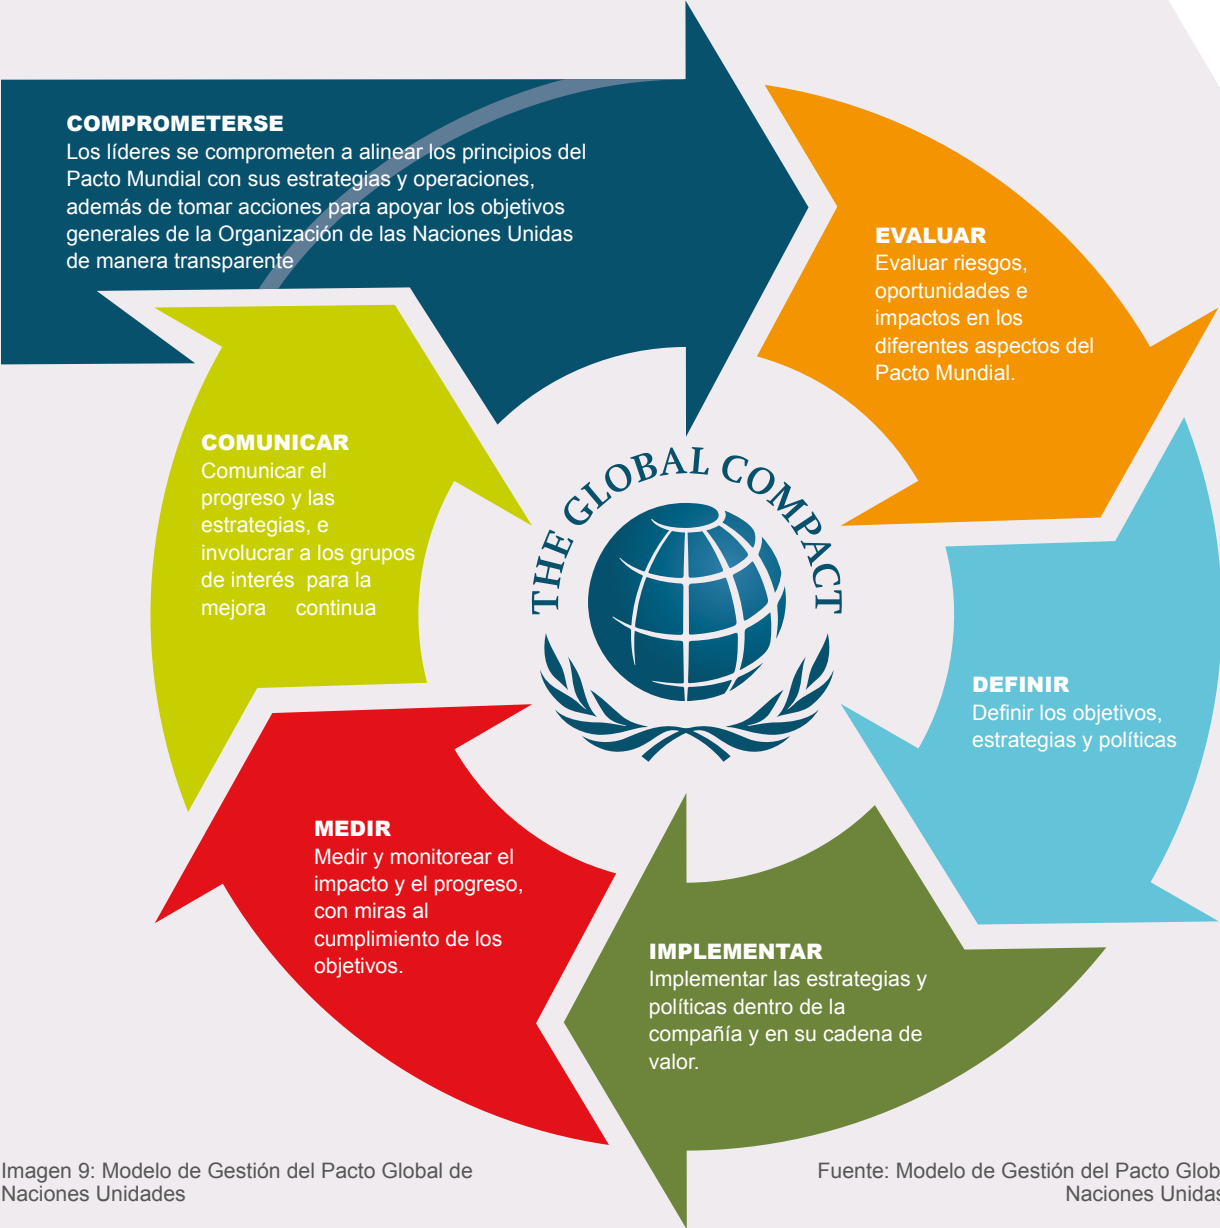 COMPROMETERSE
Los líderes se comprometen a alinear los principios del
Pacto Mundial con sus estrategias y operaciones,
además de tomar acciones para apoyar los objetivos
generales de la Organización de las Naciones Unidas
de manera transparente
EVALUAR
Evaluar riesgos,
oportunidades e
impactos en los
diferentes aspectos del
Pacto Mundial.
DEFINIR
Definir los objetivos,
estrategias y políticas
IMPLEMENTAR
Implementar las estrategias y
políticas dentro de la
compañía y en su cadena de
valor.
MEDIR
Medir y monitorear el
impacto y el progreso,
con miras al
cumplimiento de los
objetivos.
COMUNICAR
Comunicar el
progreso y las
estrategias, e
involucrar a los grupos
de interés para la
mejora continua
THE GLOBAL COMPACT
Imagen 9: Modelo de Gestión del Pacto Global de
Naciones Unidades
Fuente: Modelo de Gestión del Pacto Glob
Naciones Unidas